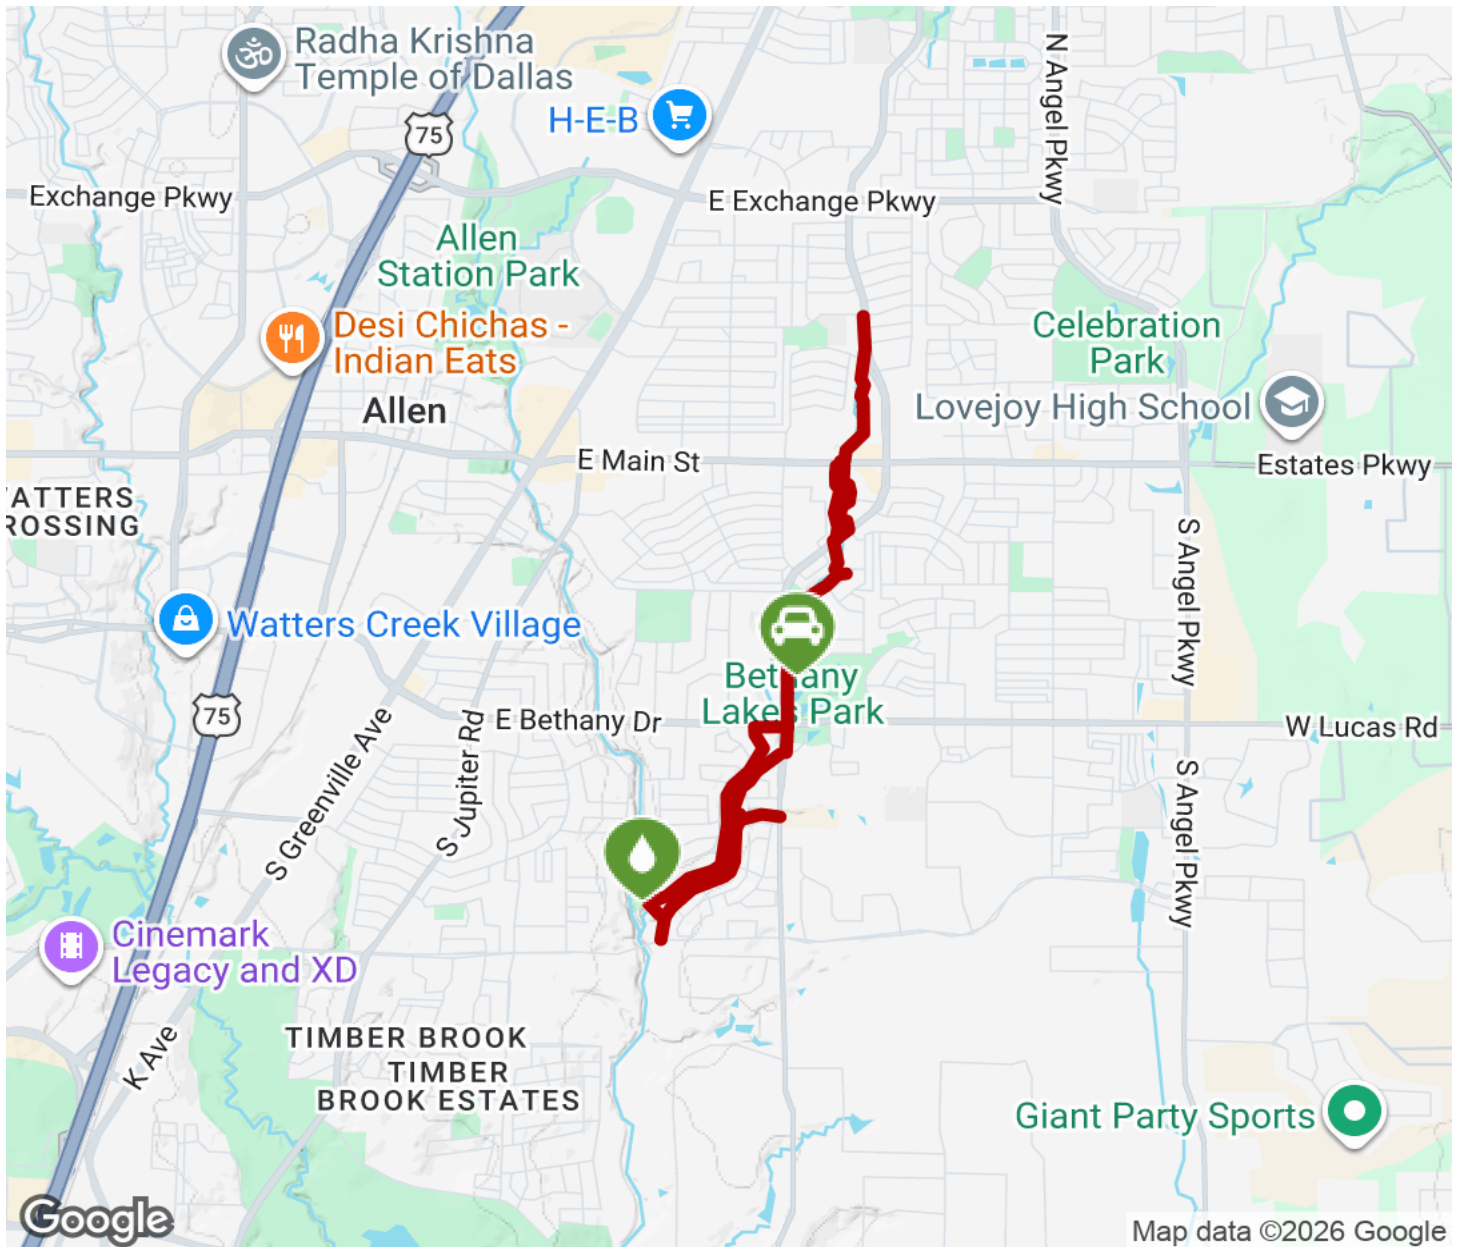 Radha Krishna
Temple of Dallas
75
H-E-B
N Angel Pkwy
Exchange Pkwy
E Exchange Pkwy
Allen
Station Park
Desi Chichas -
Indian Eats
Celebration
Park
Allen
Lovejoy High School
E Main St
Estates Pkwy
ATTERS
ROSSING
S Angel Pkwy
Watters Creek Village
Bethany
Lakes Park
75
E Bethany Dr
W Lucas Rd
S Greenville Ave
S Jupiter Rd
S Angel Pkwy
Cinemark
Legacy and XD
K Ave
TIMBER BROOK
TIMBER
BROOK ESTATES
Giant Party Sports
Google
Map data ©2026 Google